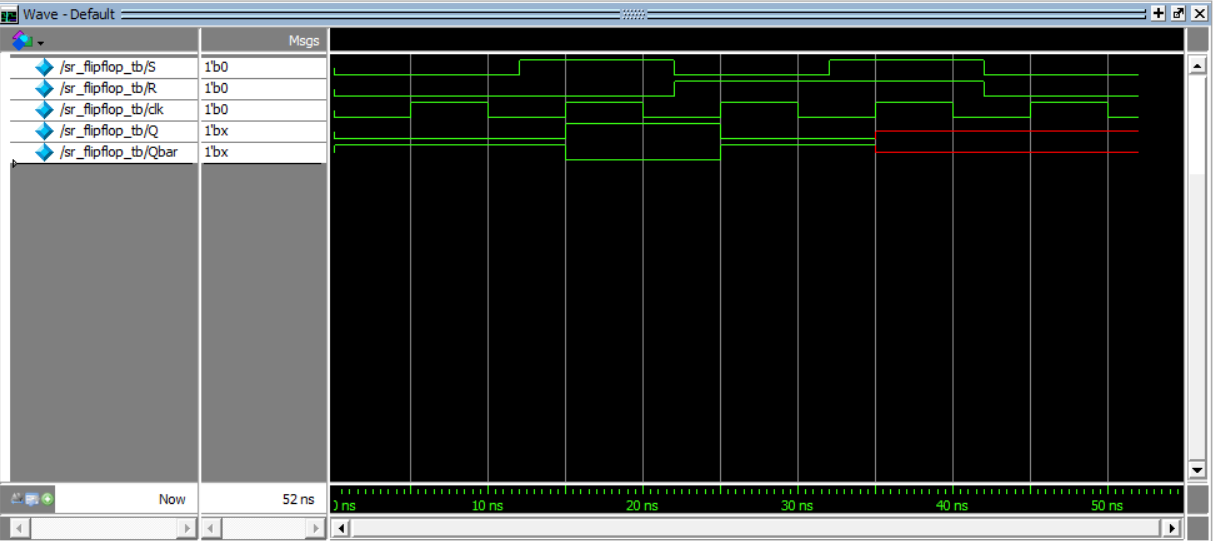 Wave - Default
Msgs
/sr_flipflop_tb/S 1'b0
/sr_flipflop_tb/R 1'b0
/sr_flipflop_tb/clk 1'b0
/sr_flipflop_tb/Q 1'bx
/sr_flipflop_tb/Qbar 1'bx
Now 52 ns
ns 10 ns 20 ns 30 ns 40 ns 50 ns